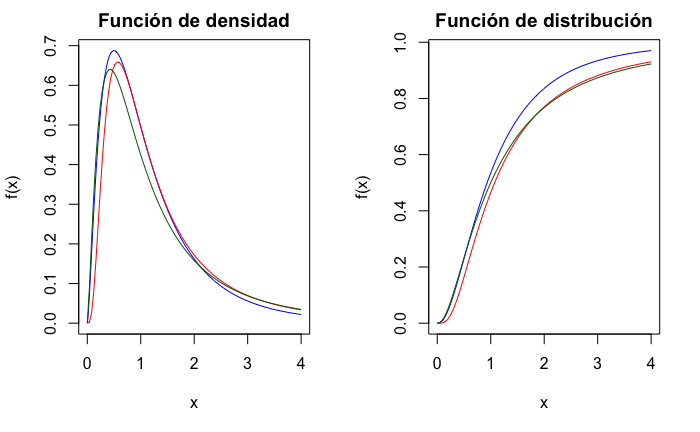 Función de densidad
f(x)
0.0 0.1 0.2 0.3 0.4 0.5 0.6 0.7
0 1 2 3 4
x
Función de distribución
f(x)
0.0 0.2 0.4 0.6 0.8 1.0
0 1 2 3 4
x